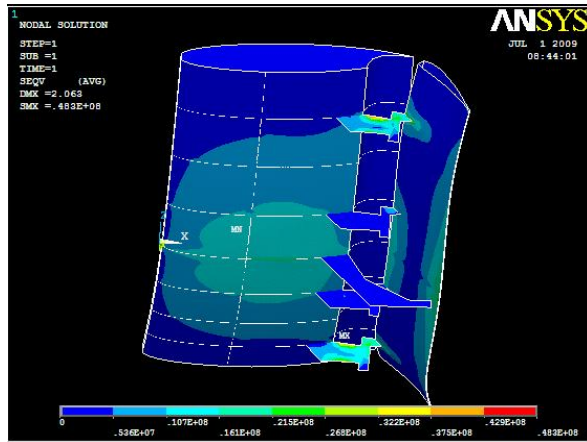 1
NODAL SOLUTION
STEP=1
SUB =1
TIME=1
SEQV (AVG)
DMX =2.063
SMX =.483E+08
ANSYS
JUL 1 2009
08:44:01
MN
X
MX
0 .107E+08 .215E+08 .322E+08 .429E+08
.536E+07 .161E+08 .268E+08 .375E+08 .483E+08